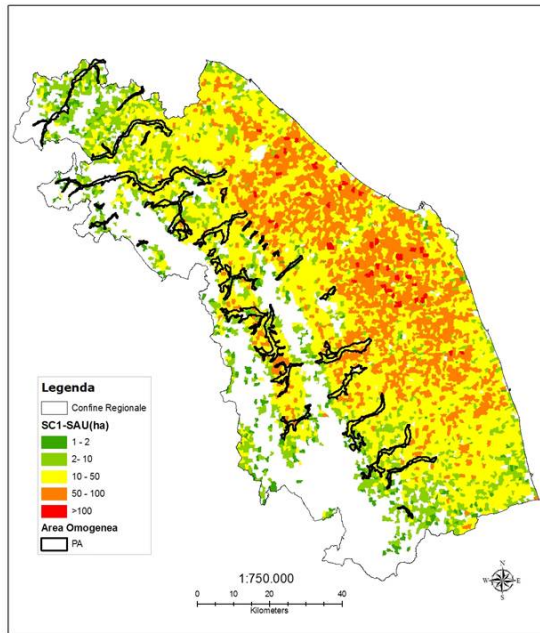 Legenda
Confine Regionale
SC1-SAU(ha)
1 - 2
2- 10
10 - 50
50 - 100
>100
Area Omogenea
PA
1:750.000
0 10 20 40
Kilometers
N
W E
S